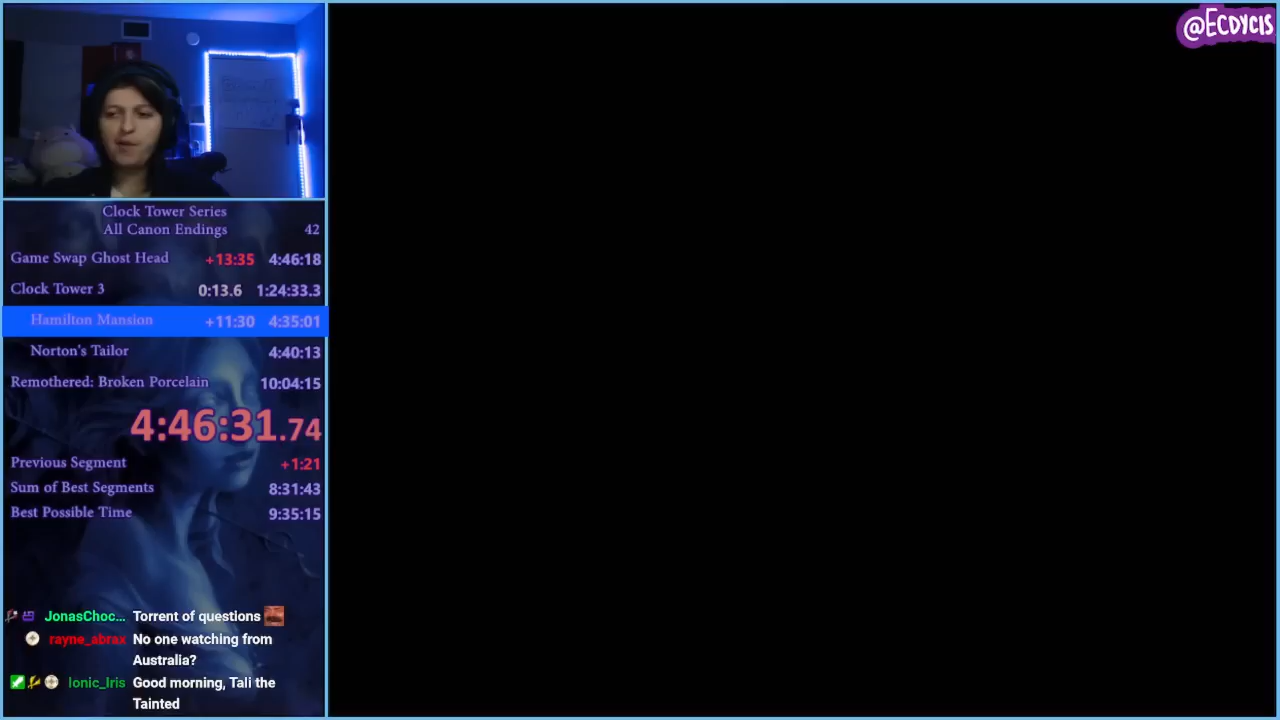 @ECDYCIS
Clock Tower Series
All Canon Endings 42
Game Swap Ghost Head +13:35 4:46:18
Clock Tower 3 0:13.6 1:24:33.3
Hamilton Mansion +11:30 4:35:01
Norton's Tailor 4:40:13
Remothered: Broken Porcelain 10:04:15
4:46:31.74
Previous Segment +1:21
Sum of Best Segments 8:31:43
Best Possible Time 9:35:15
JonasChoc... Torrent of questions
rayne_abrax No one watching from
Australia?
Ionic_Iris Good morning, Tali the
Tainted